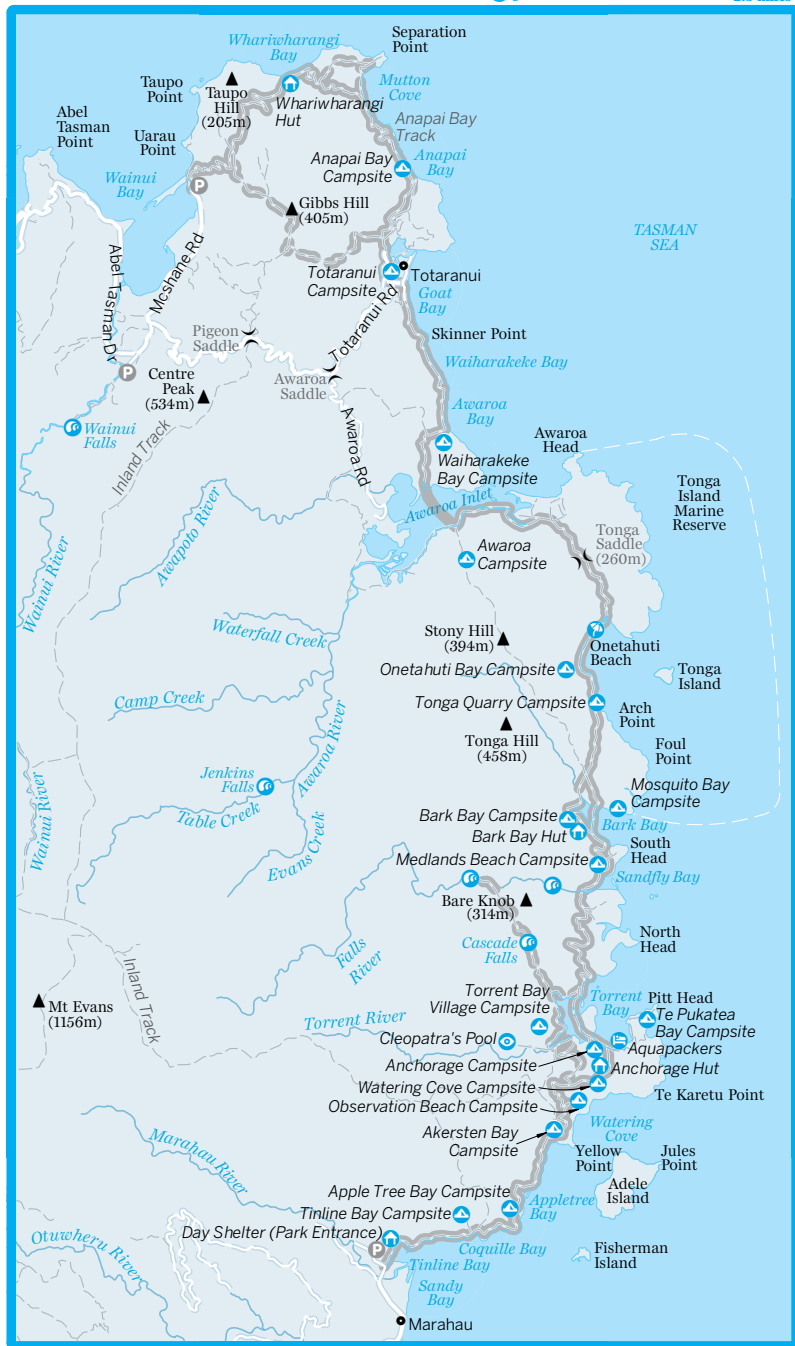 Whariwharangi
Bay
Separation
Point
Taupo
Point
Taupo
Hill
(205m)
Whariwharangi
Hut
Mutton
Cove
Abel
Tasman
Point
Uarau
Point
Anapai Bay
Track
Wainui
Bay
Anapai Bay
Campsite
Anapai
Bay
P
Gibbs Hill
(405m)
TASMAN
SEA
Abel Tasman Dr
Mcshane Rd
Totaranui
Campsite
Totaranui
Goat
Bay
Totaranui Rd
Pigeon
Saddle
Skinner Point
Waiharakeke Bay
P
Centre
Peak
(534m)
Awaroa
Saddle
Awaroa
Bay
Wainui
Falls
Inland Track
Awaroa Rd
Awaroa
Head
Waiharakeke
Bay Campsite
Tonga
Island
Marine
Reserve
Awaroa Inlet
Awapoto River
Wainui River
Awaroa
Campsite
Tonga
Saddle
(260m)
Waterfall Creek
Stony Hill
(394m)
Onetahuti
Beach
Onetahuti Bay Campsite
Tonga
Island
Camp Creek
Tonga Quarry Campsite
Arch
Point
Awaroa River
Tonga Hill
(458m)
Foul
Point
Jenkins
Falls
Mosquito Bay
Campsite
Wainui River
Table Creek
Bark Bay Campsite
Bark Bay
Bark Bay Hut
Evans Creek
South
Head
Medlands Beach Campsite
Sandfly Bay
Bare Knob
(314m)
Falls
River
Cascade
Falls
North
Head
Inland Track
Mt Evans
(1156m)
Torrent Bay
Village Campsite
Torrent
Bay
Pitt Head
Te Pukatea
Bay Campsite
Torrent River
Cleopatra's Pool
Aquapackers
Anchorage Campsite
Anchorage Hut
Watering Cove Campsite
Te Karetu Point
Observation Beach Campsite
Marahau River
Akersten Bay
Campsite
Watering
Cove
Yellow
Point
Jules
Point
Adele
Island
Apple Tree Bay Campsite
Appletree
Bay
Tinline Bay Campsite
Otuwheru River
Day Shelter (Park Entrance)
P
Coquille Bay
Fisherman
Island
Tinline Bay
Sandy
Bay
Marahau